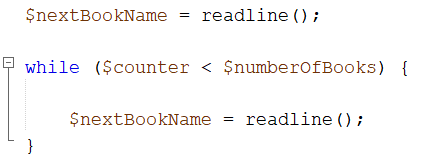 $nextBookName = readline();
while ($counter < $numberOfBooks) {
$nextBookName = readline();
}